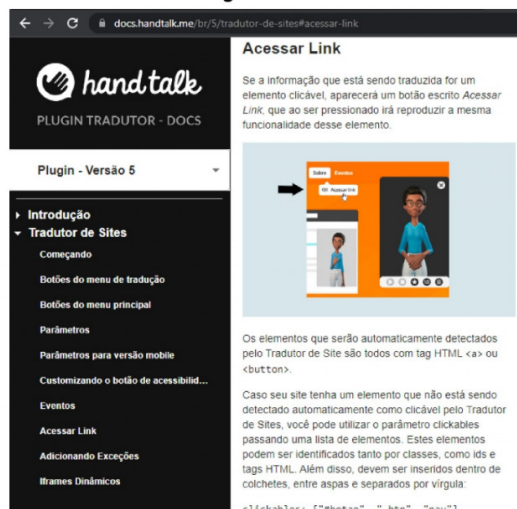 docs.handtalk.me/br/5/tradutor-de-sites#acessar-link
hand talk
PLUGIN TRADUTOR - DOCS
Plugin - Versão 5
Introdução
Tradutor de Sites
Começando
Botões do menu de tradução
Botões do menu principal
Parâmetros
Parâmetros para versão mobile
Customizando o botão de acessibilid...
Eventos
Acessar Link
Adicionando Exceções
Iframes Dinâmicos
Acessar Link
Se a informação que está sendo traduzida for um
elemento clicável, aparecerá um botão escrito Acessar
Link, que ao ser pressionado irá reproduzir a mesma
funcionalidade desse elemento.
Sobre Eventos
Acessar link
Os elementos que serão automaticamente detectados
pelo Tradutor de Site são todos com tag HTML <a> ou
<button>.
Caso seu site tenha um elemento que não está sendo
detectado automaticamente como clicável pelo Tradutor
de Sites, você pode utilizar o parâmetro clickables
passando uma lista de elementos. Estes elementos
podem ser identificados tanto por classes, como ids e
tags HTML. Além disso, devem ser inseridos dentro de
colchetes, entre aspas e separados por vírgula: